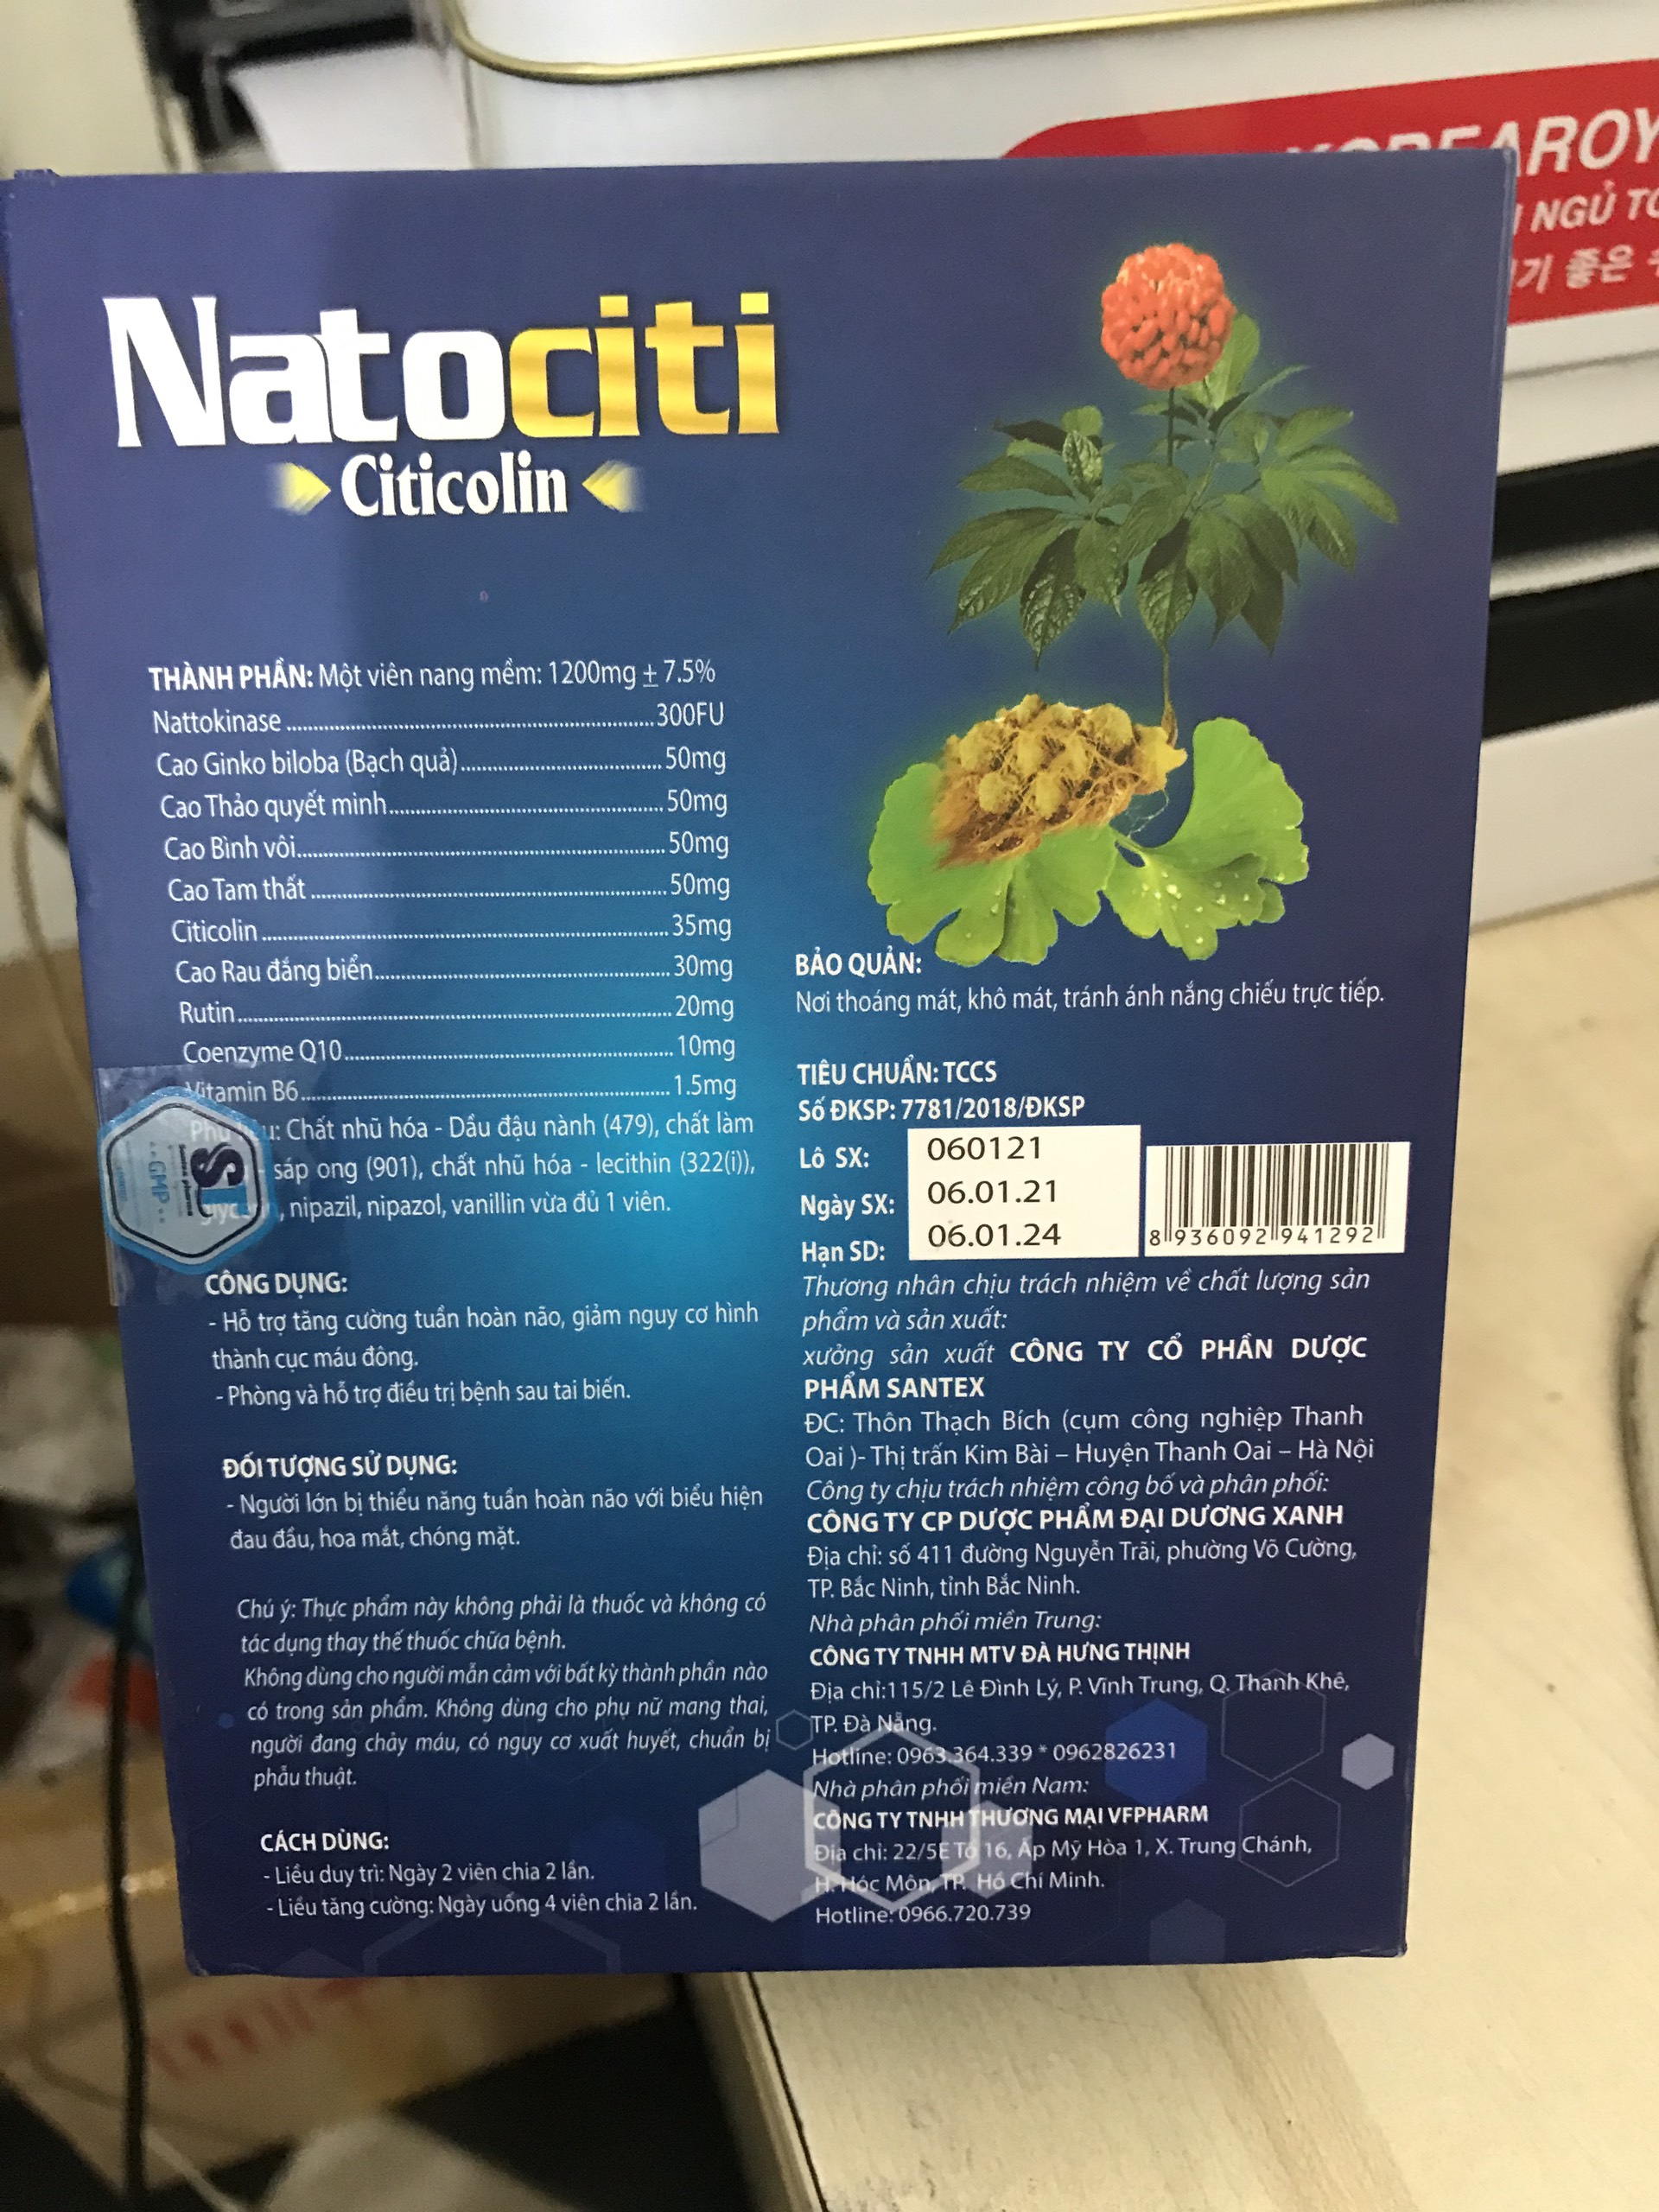 AROY
NGỦ TO
기 좋은
Natociti
Citicolin
THÀNH PHẦN: Một viên nang mềm: 1200mg ± 7.5%
Nattokinase ............ 300FU
Cao Ginko biloba (Bạch quả) ............ 50mg
Cao Thảo quyết minh ............ 50mg
Cao Bình vôi ............ 50mg
Cao Tam thất ............ 50mg
Citicolin ............ 35mg
Cao Rau đắng biển ............ 30mg
Rutin ............ 20mg
Coenzyme Q10 ............ 10mg
Vitamin B6 ............ 1.5mg
Chất nhũ hóa - Dầu đậu nành (479), chất làm
sáp ong (901), chất nhũ hóa - lecithin (322(i)),
, nipazil, nipazol, vanillin vừa đủ 1 viên.
GMP
CÔNG DỤNG:
- Hỗ trợ tăng cường tuần hoàn não, giảm nguy cơ hình
thành cục máu đông.
- Phòng và hỗ trợ điều trị bệnh sau tai biến.
ĐỐI TƯỢNG SỬ DỤNG:
- Người lớn bị thiểu năng tuần hoàn não với biểu hiện
đau đầu, hoa mắt, chóng mặt.
Chú ý: Thực phẩm này không phải là thuốc và không có
tác dụng thay thế thuốc chữa bệnh.
Không dùng cho người mẫn cảm với bất kỳ thành phần nào
có trong sản phẩm. Không dùng cho phụ nữ mang thai,
người đang chảy máu, có nguy cơ xuất huyết, chuẩn bị
phẫu thuật.
CÁCH DÙNG:
- Liều duy trì: Ngày 2 viên chia 2 lần.
- Liều tăng cường: Ngày uống 4 viên chia 2 lần.
BẢO QUẢN:
Nơi thoáng mát, khô mát, tránh ánh nắng chiếu trực tiếp.
TIÊU CHUẨN: TCCS
Số ĐKSP: 7781/2018/ĐKSP
Lô SX: 060121
Ngày SX: 06.01.21
Hạn SD: 06.01.24
8 936092 941292
Thương nhân chịu trách nhiệm về chất lượng sản
phẩm và sản xuất:
xưởng sản xuất CÔNG TY CỔ PHẦN DƯỢC
PHẨM SANTEX
ĐC: Thôn Thạch Bích (cụm công nghiệp Thanh
Oai )- Thị trấn Kim Bài – Huyện Thanh Oai – Hà Nội
Công ty chịu trách nhiệm công bố và phân phối:
CÔNG TY CP DƯỢC PHẨM ĐẠI DƯƠNG XANH
Địa chỉ: số 411 đường Nguyễn Trãi, phường Võ Cường,
TP. Bắc Ninh, tỉnh Bắc Ninh.
Nhà phân phối miền Trung:
CÔNG TY TNHH MTV ĐÀ HƯNG THỊNH
Địa chỉ:115/2 Lê Đình Lý, P. Vĩnh Trung, Q. Thanh Khê,
TP. Đà Nẵng.
Hotline: 0963.364.339 * 0962826231
Nhà phân phối miền Nam:
CÔNG TY TNHH THƯƠNG MẠI VFPHARM
Địa chỉ: 22/5E Tổ 16, Ấp Mỹ Hòa 1, X. Trung Chánh,
H. Hóc Môn, TP. Hồ Chí Minh.
Hotline: 0966.720.739